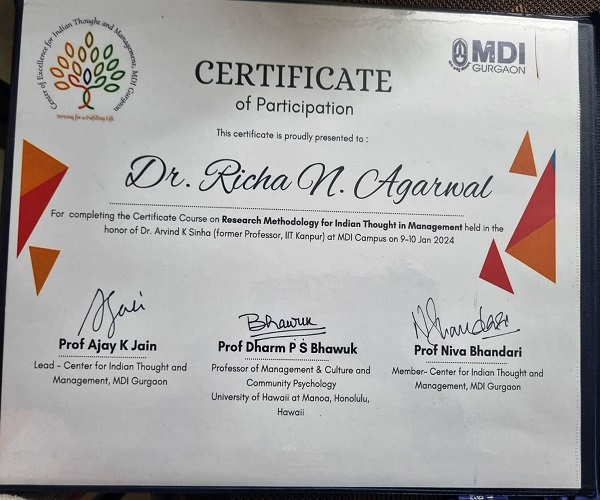 Center of Excellence for Indian Thought and Management, MDI Gurgaon
Striving for a Fulfilling Life
MDI
GURGAON
CERTIFICATE
of Participation
This certificate is proudly presented to :
Dr. Richa N. Agarwal
For completing the Certificate Course on Research Methodology for Indian Thought in Management held in the
honor of Dr. Arvind K Sinha (former Professor, IIT Kanpur) at MDI Campus on 9-10 Jan 2024
Bhawuk
NBhandari
Prof Ajay K Jain
Lead - Center for Indian Thought and
Management, MDI Gurgaon
Prof Dharm P S Bhawuk
Professor of Management & Culture and
Community Psychology
University of Hawaii at Manoa, Honolulu,
Hawaii
Prof Niva Bhandari
Member- Center for Indian Thought and
Management, MDI Gurgaon